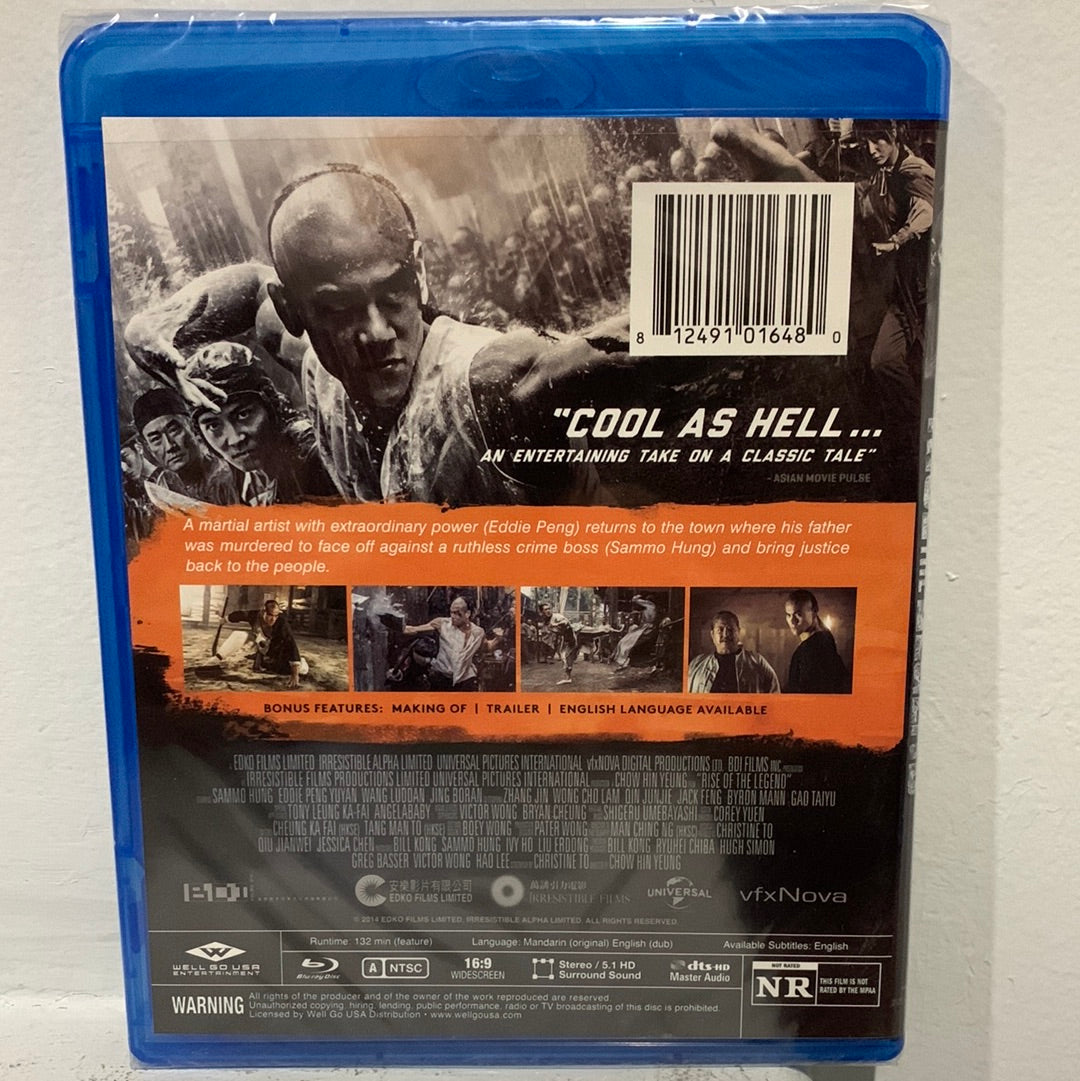 8 12491 01648 0
"COOL AS HELL...
AN ENTERTAINING TAKE ON A CLASSIC TALE"
- ASIAN MOVIE PULSE
A martial artist with extraordinary power (Eddie Peng) returns to the town where his father
was murdered to face off against a ruthless crime boss (Sammo Hung) and bring justice
back to the people.
BONUS FEATURES: MAKING OF | TRAILER | ENGLISH LANGUAGE AVAILABLE
EDKO FILMS LIMITED IRRESISTIBLE ALPHA LIMITED UNIVERSAL PICTURES INTERNATIONAL vfxNOVA DIGITAL PRODUCTIONS LTD. BDI FILMS INC.
IRRESISTIBLE FILMS PRODUCTIONS LIMITED UNIVERSAL PICTURES INTERNATIONAL CHOW HIN YEUNG "RISE OF THE LEGEND"
SAMMO HUNG EDDIE PENG YUYAN WANG LUODAN JING BORAN ZHANG JIN WONG CHO LAM QIN JUNJIE JACK FENG BYRON MANN GAO TAIYU
TONY LEUNG KA-FAI ANGELABABY VICTOR WONG BRYAN CHEUNG SHIGERU UMEBAYASHI COREY YUEN
CHEUNG KA FAI (HKSE) TANG MAN TO (HKSE) BOEY WONG PATER WONG MAN CHING NG (HKSC) CHRISTINE TO
QIU JIANWEI JESSICA CHEN BILL KONG SAMMO HUNG IVY HO LIU ERDONG BILL KONG RYUHEI CHIBA HUGH SIMON
GREG BASSER VICTOR WONG HAO LEE CHRISTINE TO CHOW HIN YEUNG
BDI
安樂影片有限公司
EDKO FILMS LIMITED
萬誘引力電影
IRRESISTIBLE FILMS
UNIVERSAL
vfxNova
© 2014 EDKO FILMS LIMITED, IRRESISTIBLE ALPHA LIMITED. ALL RIGHTS RESERVED.
WELL GO USA
ENTERTAINMENT
Runtime: 132 min (feature) Language: Mandarin (original) English (dub) Available Subtitles: English
Blu-ray Disc
A NTSC
16:9
WIDESCREEN
Stereo / 5.1 HD
Surround Sound
dts-HD
Master Audio
NOT RATED
NR
THIS FILM IS NOT
RATED BY THE MPAA
WARNING
All rights of the producer and of the owner of the work reproduced are reserved.
Unauthorized copying, hiring, lending, public performance, radio or TV broadcasting of this disc is prohibited.
Licensed by Well Go USA Distribution • www.wellgousa.com